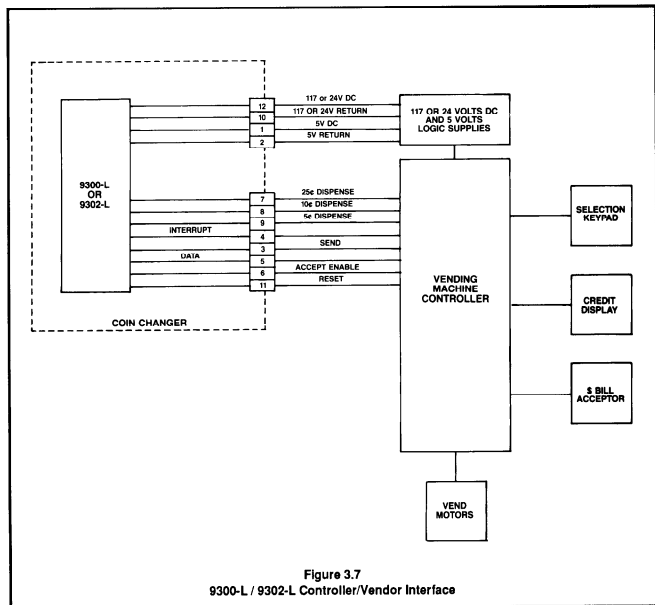 117 or 24V DC
12
117 OR 24V RETURN
10
5V DC
1
5V RETURN
2
117 OR 24 VOLTS DC
AND 5 VOLTS
LOGIC SUPPLIES
9300-L
OR
9302-L
25¢ DISPENSE
7
10¢ DISPENSE
8
5¢ DISPENSE
9
INTERRUPT
4
SEND
3
DATA
5
ACCEPT ENABLE
6
RESET
11
COIN CHANGER
VENDING
MACHINE
CONTROLLER
SELECTION
KEYPAD
CREDIT
DISPLAY
$ BILL
ACCEPTOR
VEND
MOTORS
Figure 3.7
9300-L / 9302-L Controller/Vendor Interface